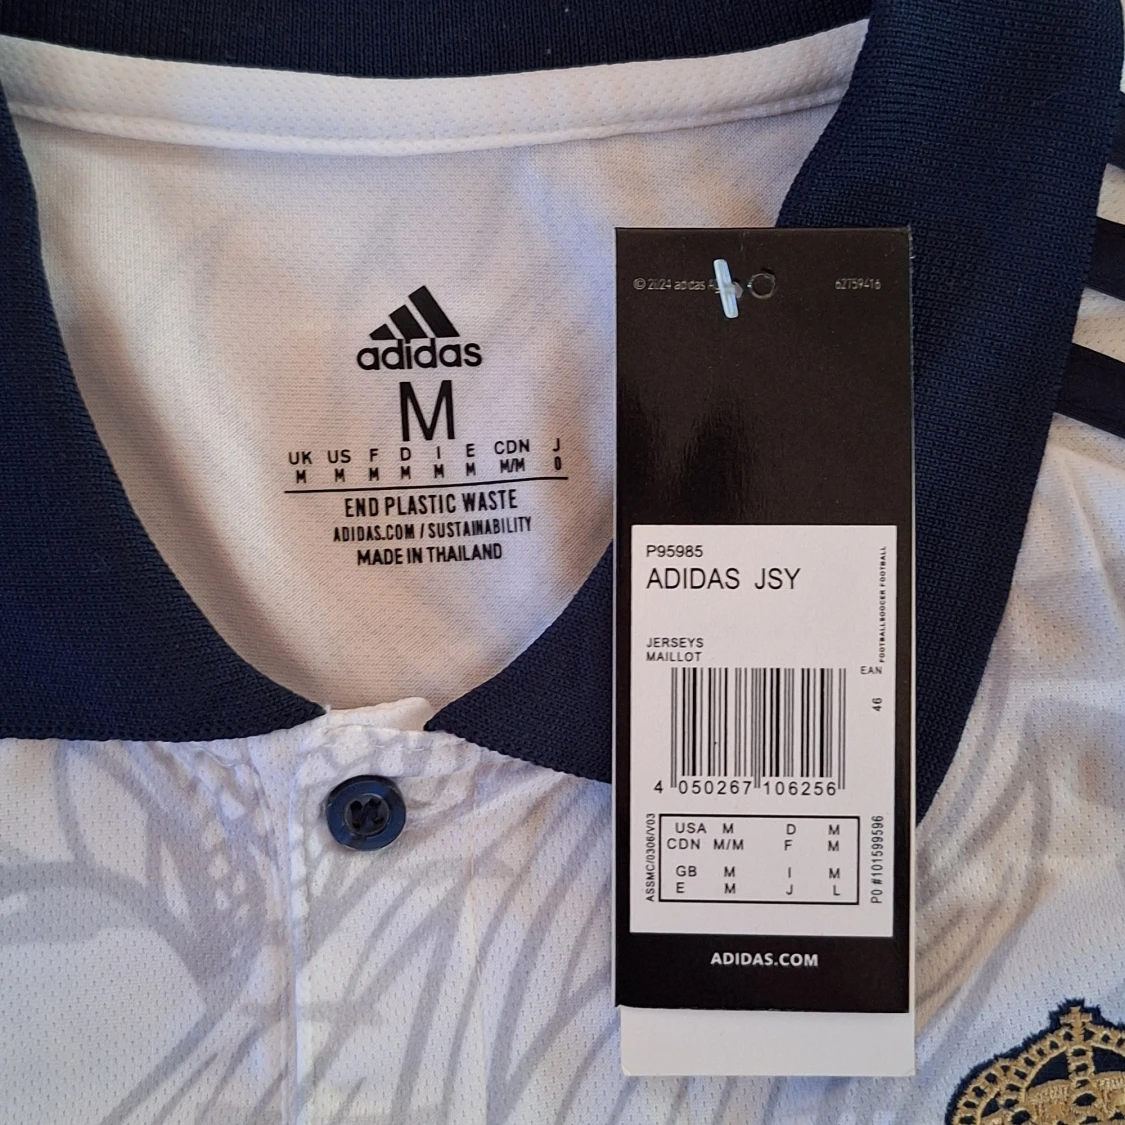 adidas
M
UK US F D I E CDN J
M M M M M M M/M O
END PLASTIC WASTE
ADIDAS.COM / SUSTAINABILITY
MADE IN THAILAND
© 2024 adidas
62759416
P95985
ADIDAS JSY
FOOTBALL/SOCCER FOOTBALL
JERSEYS
MAILLOT
EAN
46
4 050267 106256
ASSMC/0306/V03
USA M D M
CDN M/M F M
GB M I M
E M J L
PO #101599596
ADIDAS.COM